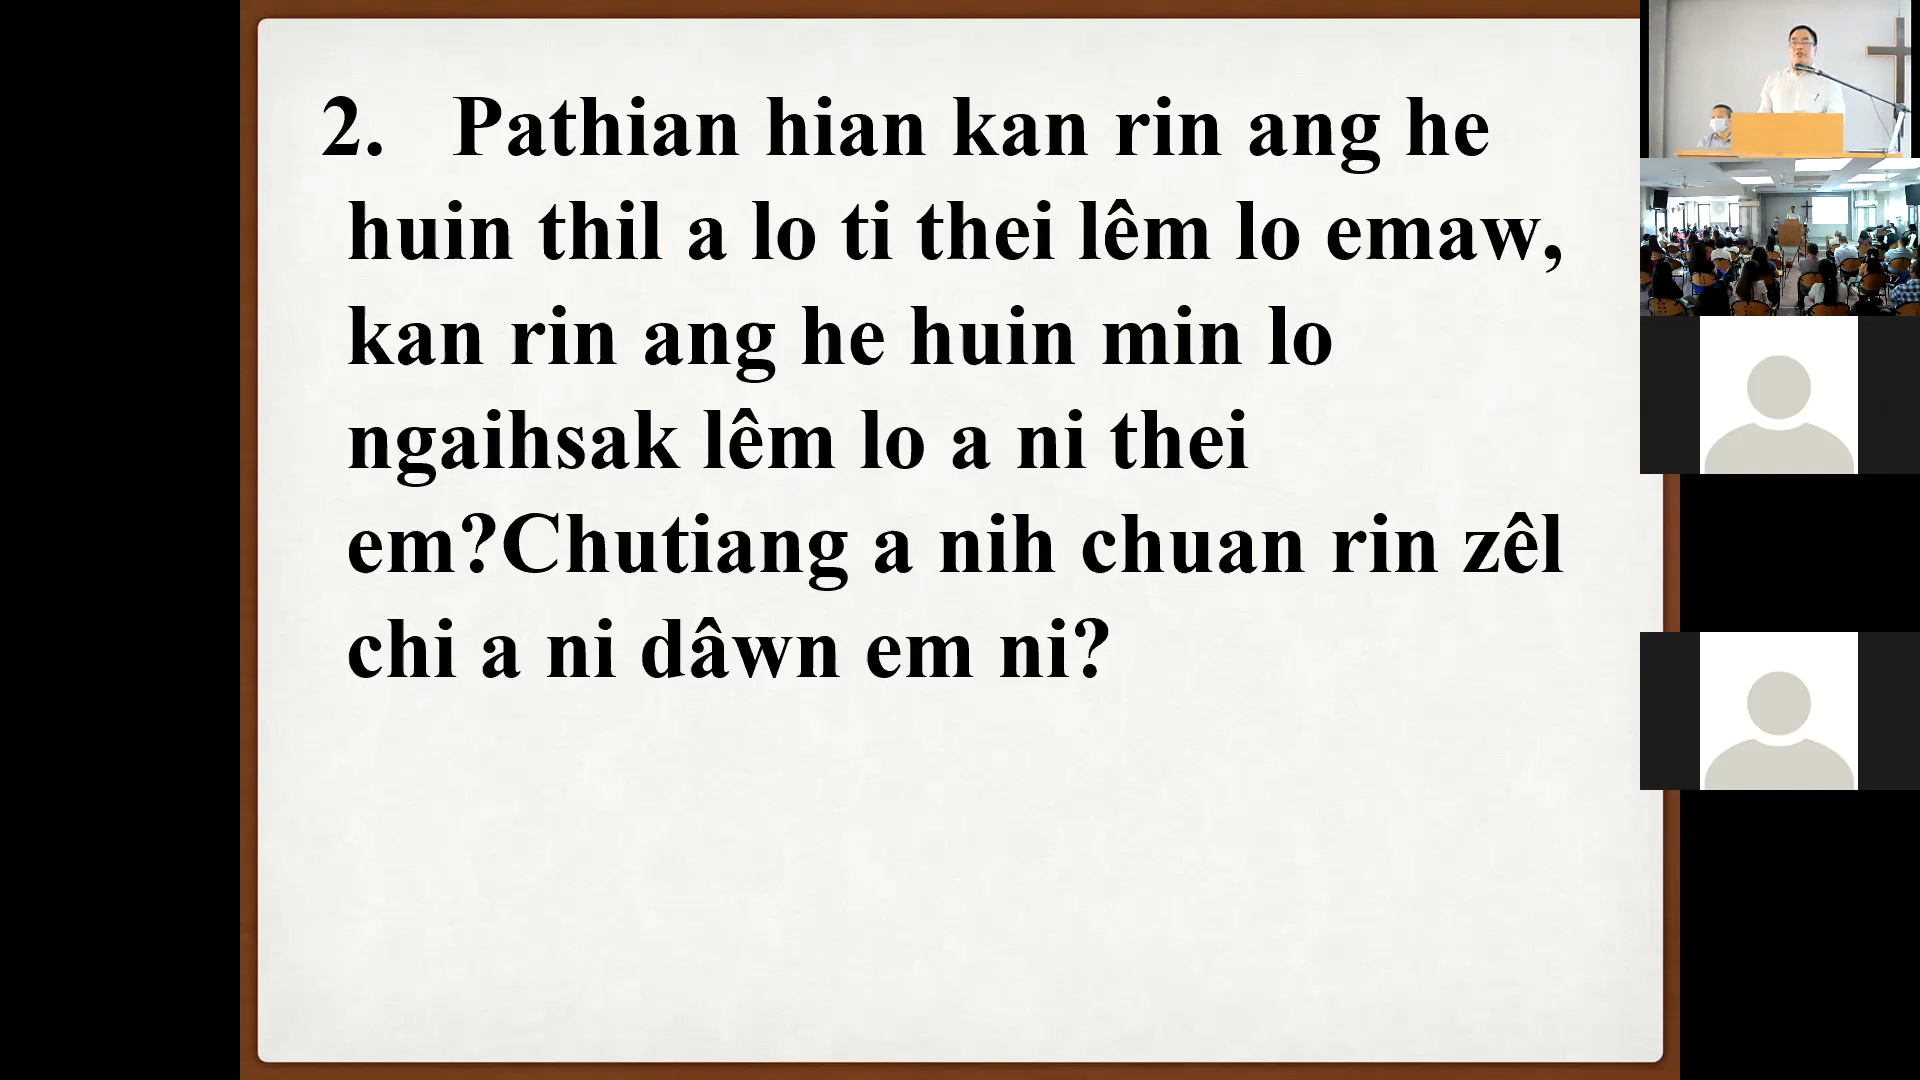 2. Pathian hian kan rin ang he
huin thil a lo ti thei lêm lo emaw,
kan rin ang he huin min lo
ngaihsak lêm lo a ni thei
em?Chutiang a nih chuan rin zêl
chi a ni dâwn em ni?